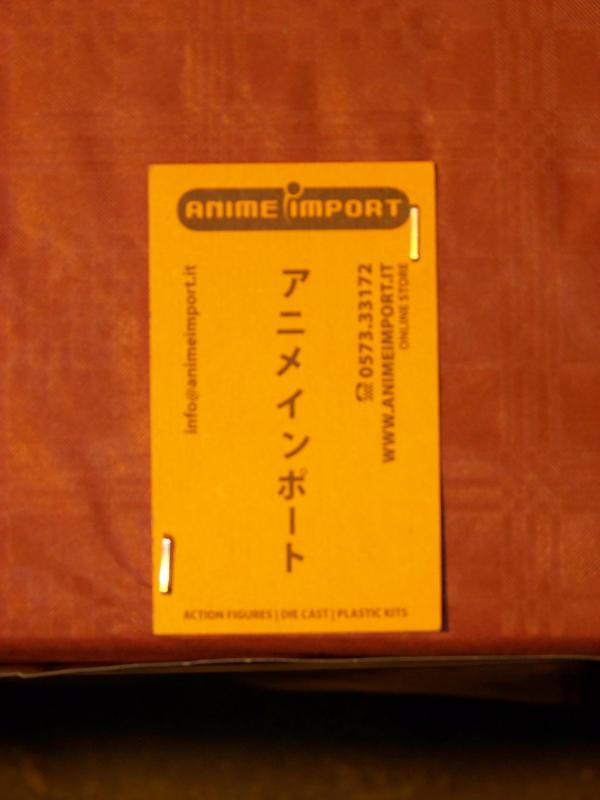 ANIME IMPORT
info@animeimport.it
アニメインポート
☏ 0573.33172
WWW.ANIMEIMPORT.IT
ONLINE STORE
ACTION FIGURES | DIE CAST | PLASTIC KITS